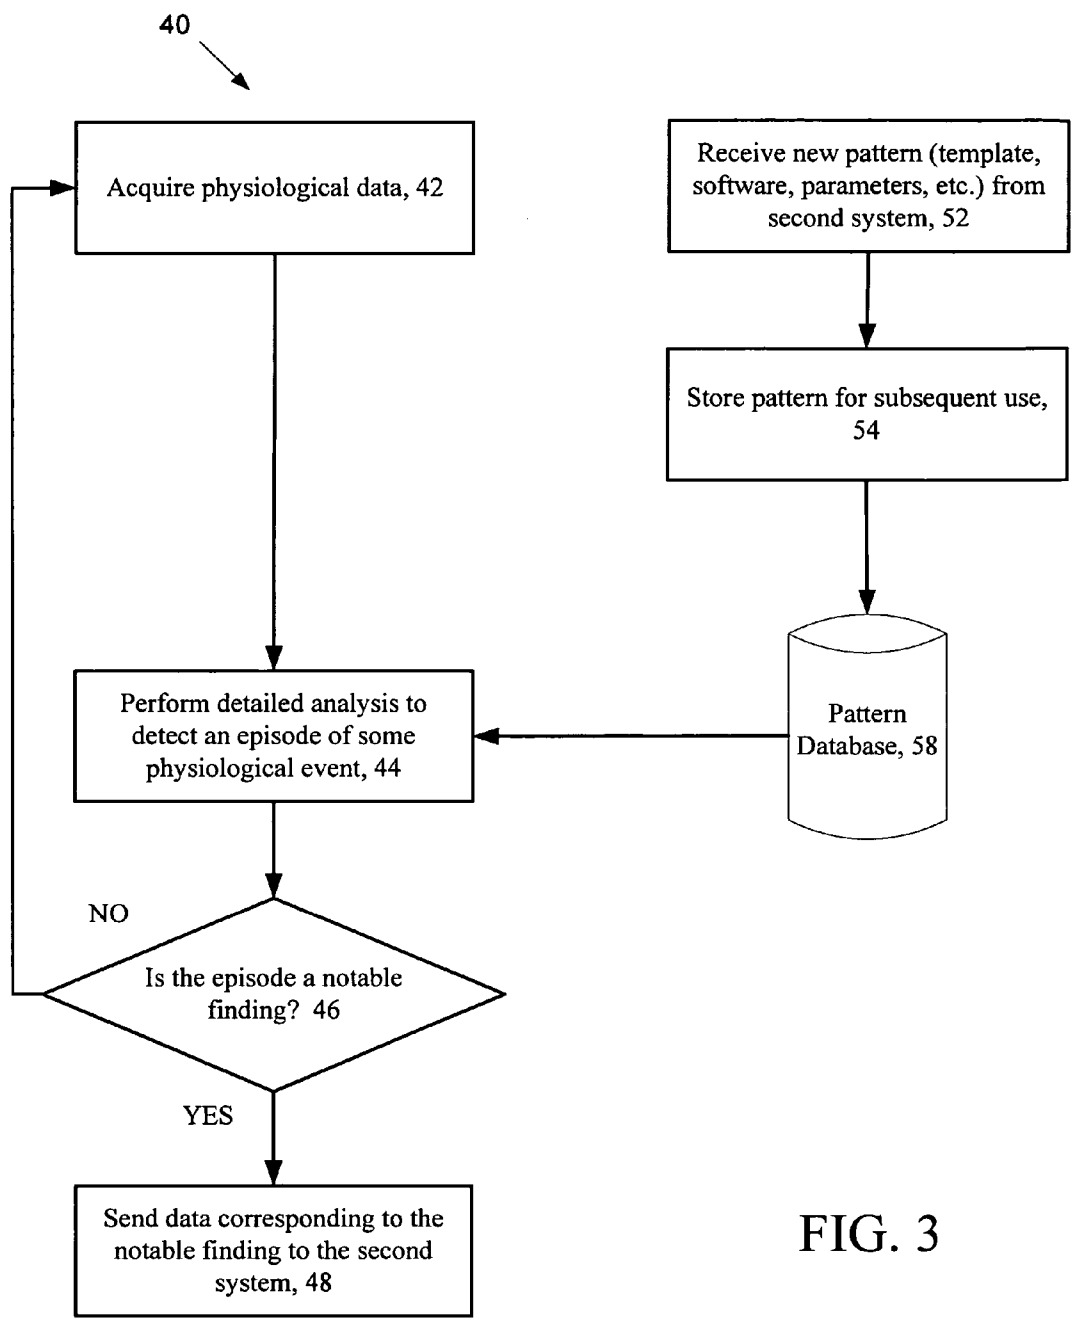 40
Acquire physiological data, 42
Receive new pattern (template,
software, parameters, etc.) from
second system, 52
Store pattern for subsequent use,
54
Perform detailed analysis to
detect an episode of some
physiological event, 44
Pattern
Database, 58
NO
Is the episode a notable
finding? 46
YES
Send data corresponding to the
notable finding to the second
system, 48
FIG. 3